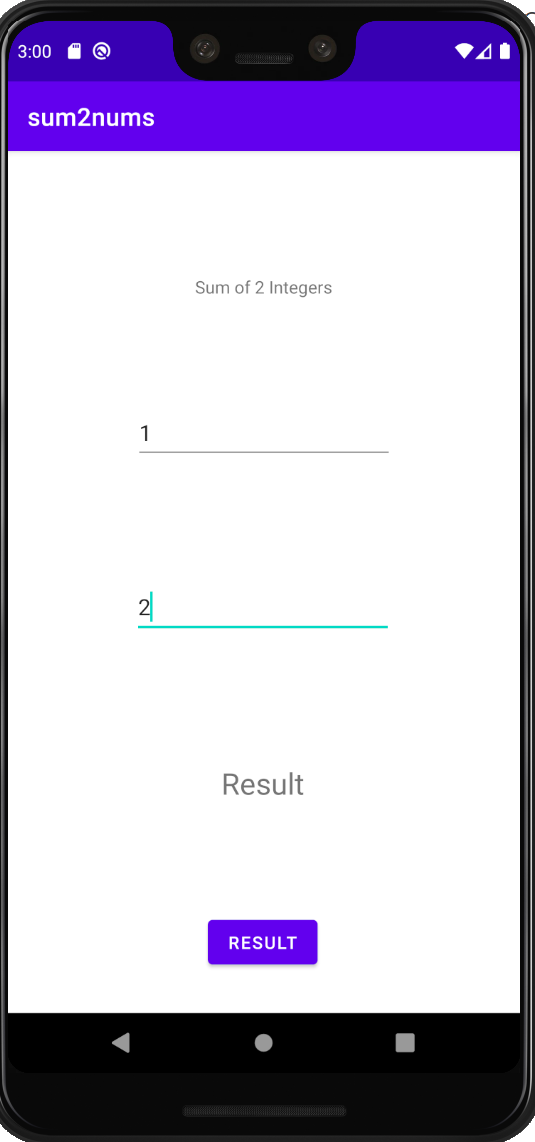 3:00
sum2nums
Sum of 2 Integers
1
2
Result
RESULT